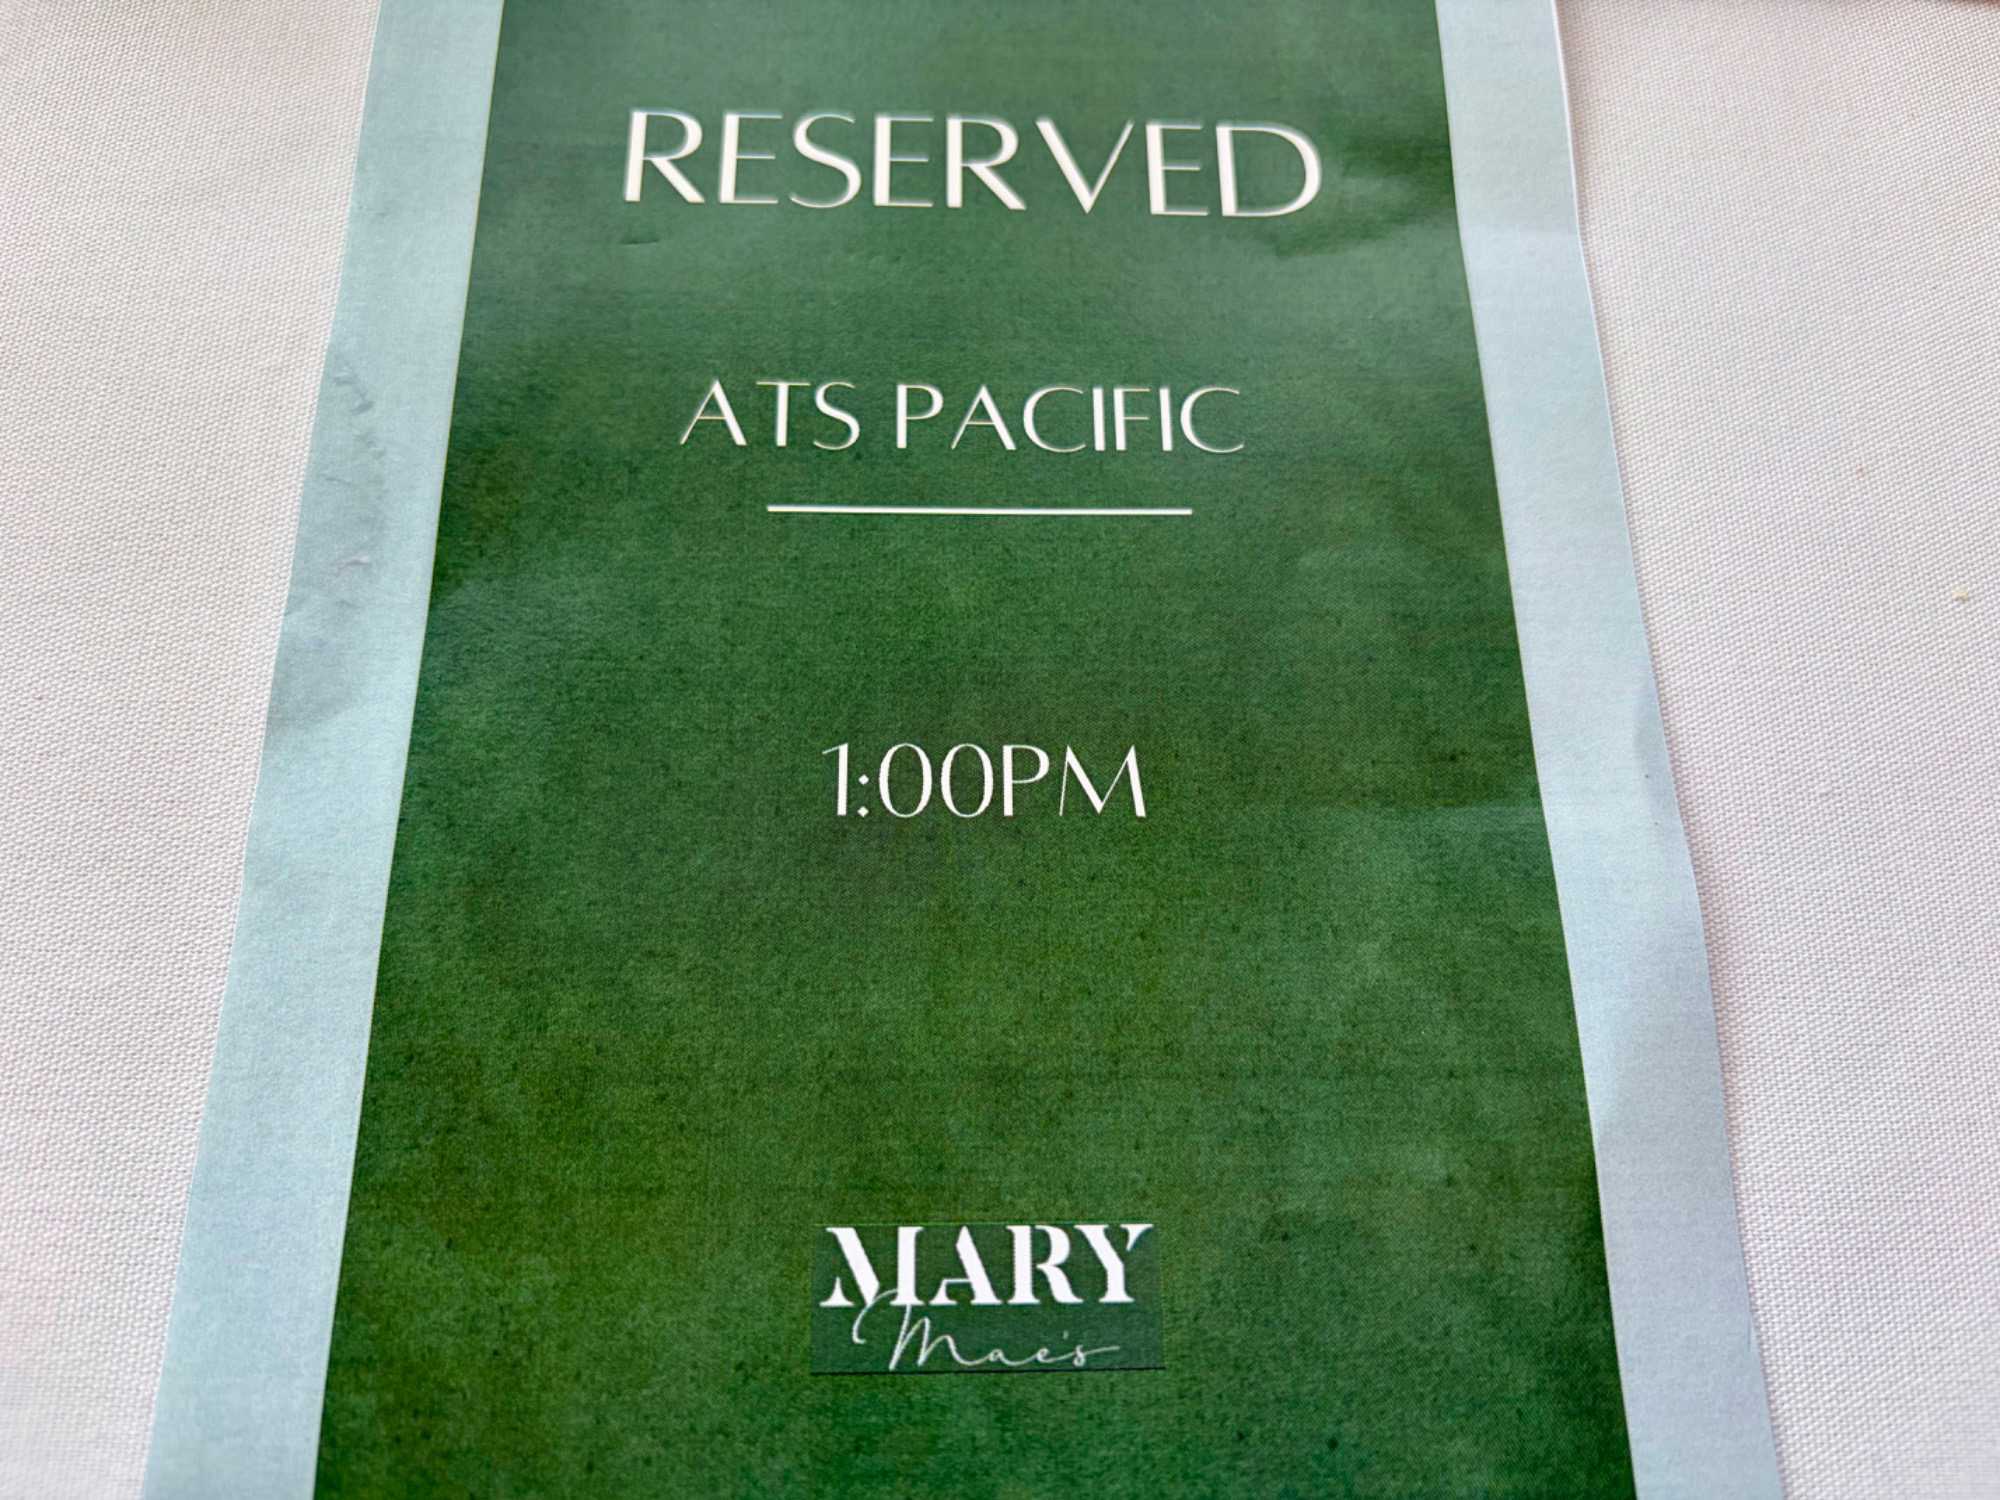 RESERVED
ATS PACIFIC
1:00PM
MARY
Mae's